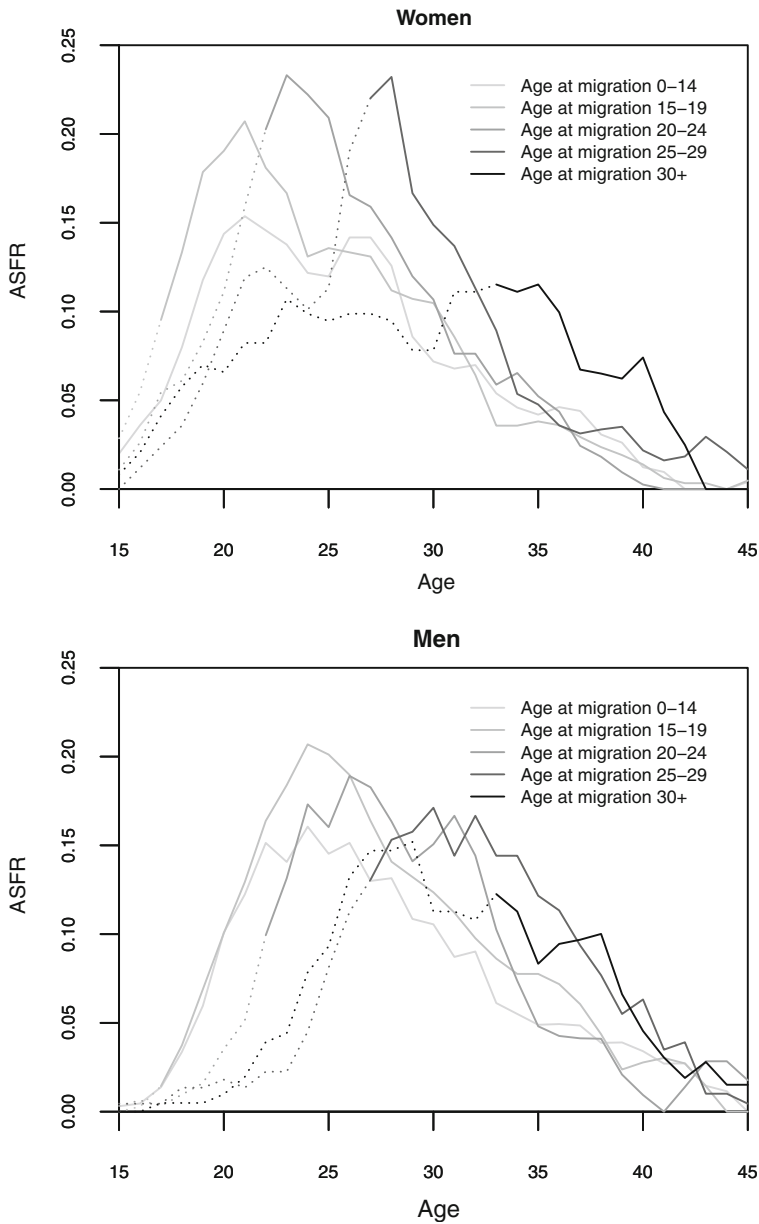 Women
0.25
0.20
0.15
0.10
0.05
0.00
ASFR
Age at migration 0–14
Age at migration 15–19
Age at migration 20–24
Age at migration 25–29
Age at migration 30+
15 20 25 30 35 40 45
Age
Men
0.25
0.20
0.15
0.10
0.05
0.00
ASFR
Age at migration 0–14
Age at migration 15–19
Age at migration 20–24
Age at migration 25–29
Age at migration 30+
15 20 25 30 35 40 45
Age